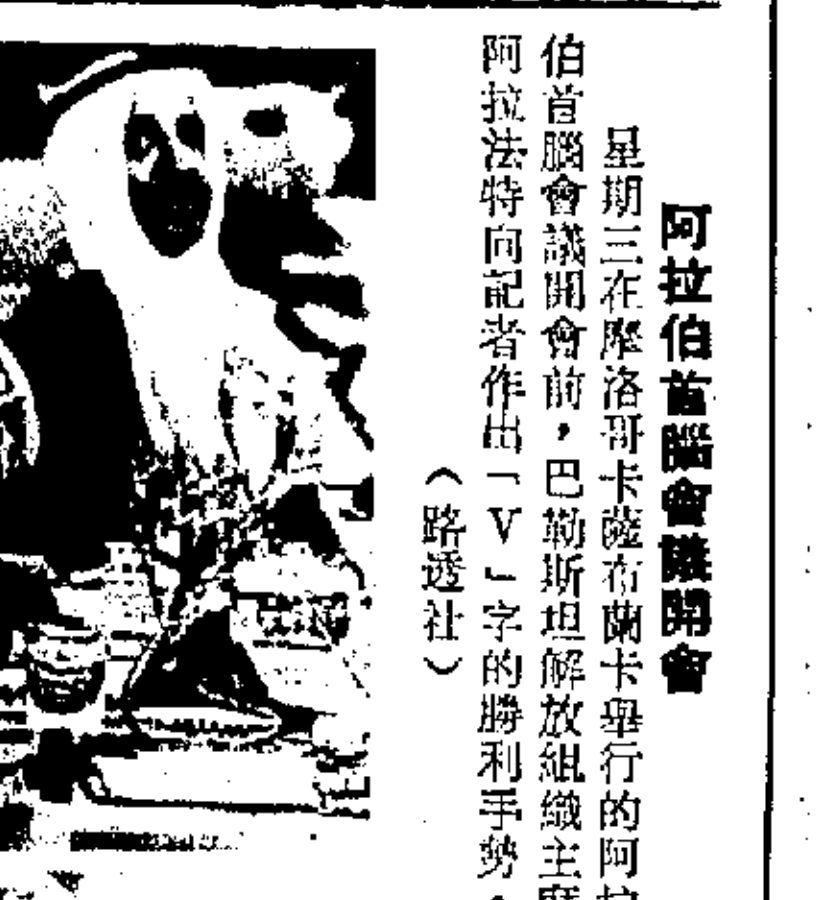 阿拉伯首腦會議開會
星期三在摩洛哥卡薩布蘭卡舉行的阿拉
伯首腦會議開會前，巴勒斯坦解放組織主席
阿拉法特向記者作出「V」字的勝利手勢。
（路透社）